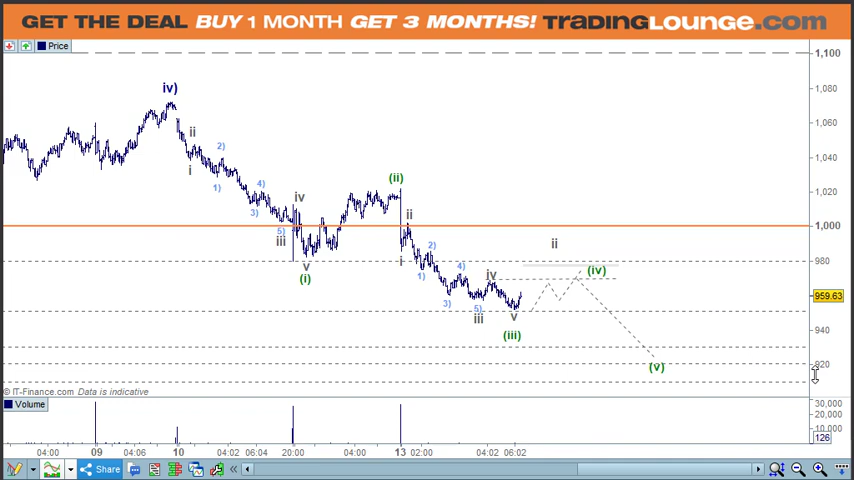 GET THE DEAL BUY 1 MONTH GET 3 MONTHS! TRADINGLOUNGE.com
Price
1,100
iv)
1,080
1,060
ii
2)
1,040
i
1)
4)
iv
(ii)
1,020
3)
ii
5)
iii
1,000
v
(i)
i
2)
980
1)
4)
iv
ii
(iv)
959.63
3)
5)
iii
v
(iii)
940
920
(v)
© IT-Finance.com Data is indicative
Volume
30,000
20,000
10,000
126
04:00 09 04:06 10 04:02 06:04 20:00 04:00 13 02:00 04:02 06:02
Share